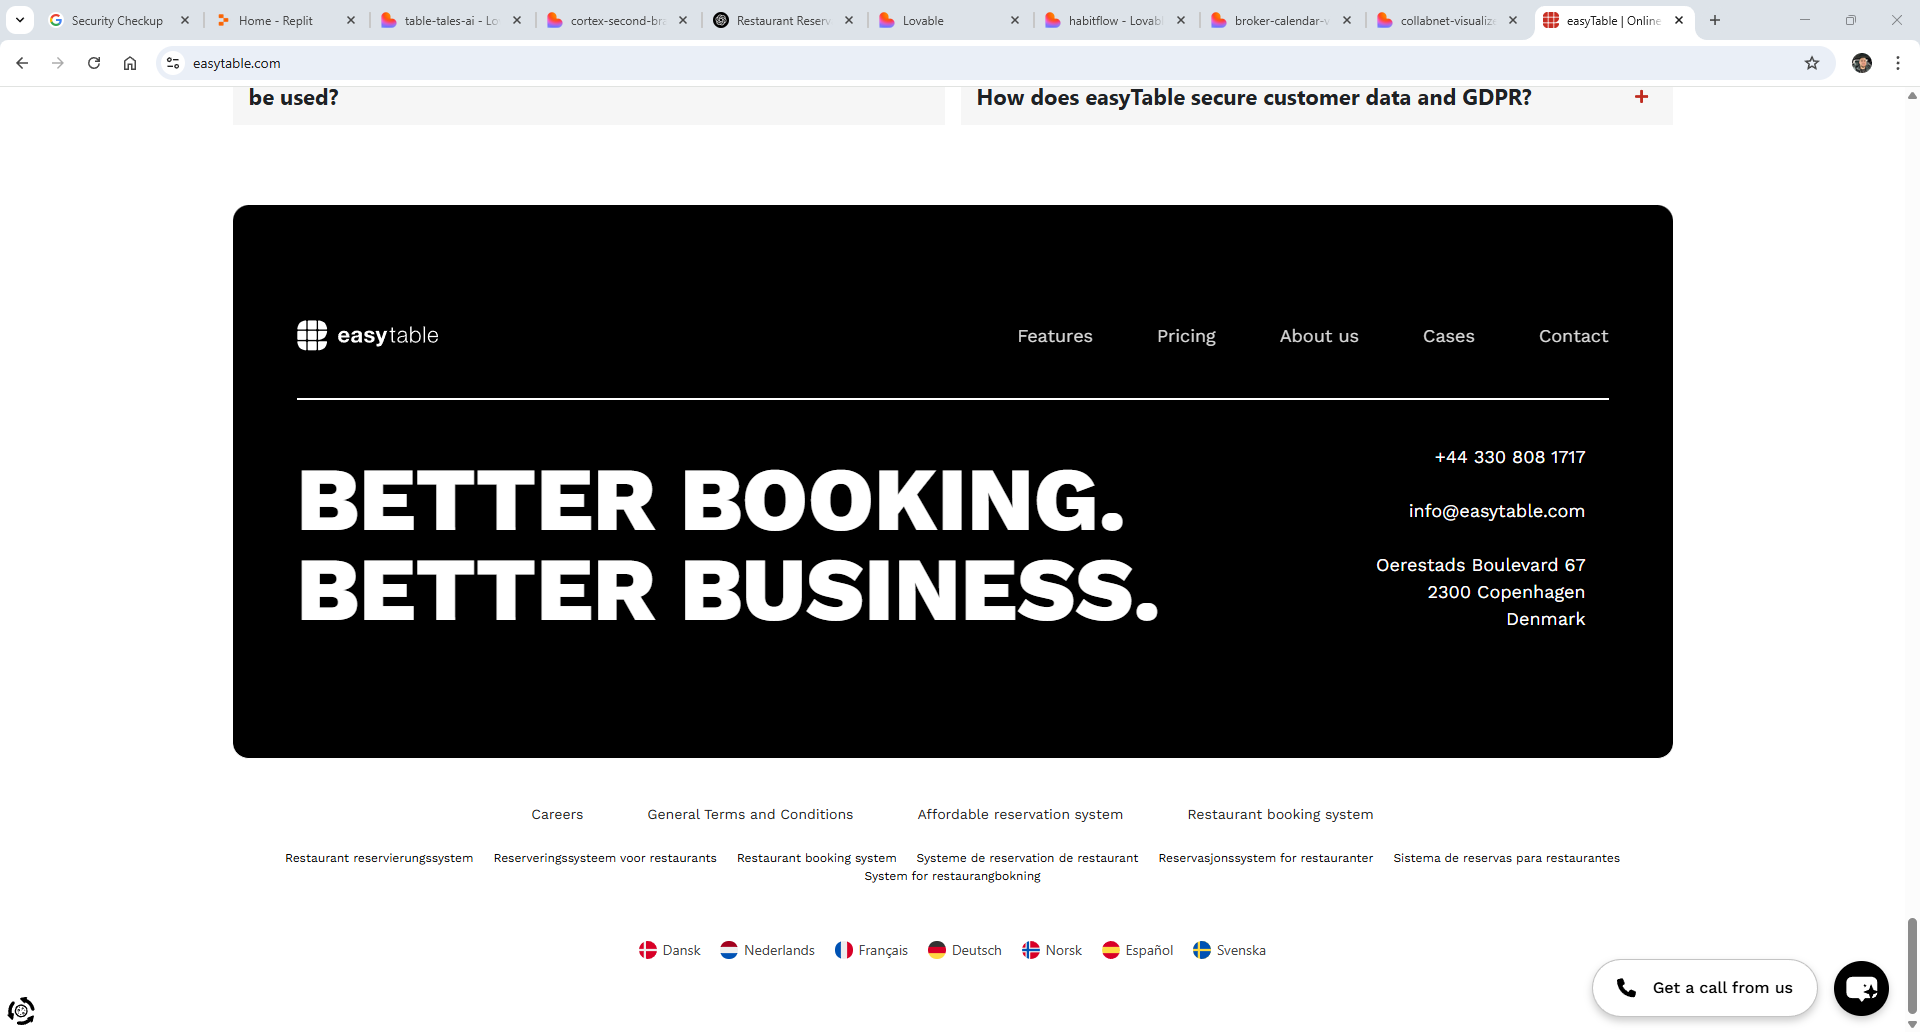 Security Checkup
Home - Replit
table-tales-ai - Lo
cortex-second-bra
Restaurant Reserv
Lovable
habitflow - Lovabl
broker-calendar-v
collabnet-visualize
easyTable | Online
easytable.com
be used?
How does easyTable secure customer data and GDPR?
easytable
Features
Pricing
About us
Cases
Contact
BETTER BOOKING.
BETTER BUSINESS.
+44 330 808 1717
info@easytable.com
Oerestads Boulevard 67
2300 Copenhagen
Denmark
Careers
General Terms and Conditions
Affordable reservation system
Restaurant booking system
Restaurant reservierungssystem
Reserveringssysteem voor restaurants
Restaurant booking system
Systeme de reservation de restaurant
Reservasjonssystem for restauranter
Sistema de reservas para restaurantes
System for restaurangbokning
Dansk
Nederlands
Français
Deutsch
Norsk
Español
Svenska
Get a call from us